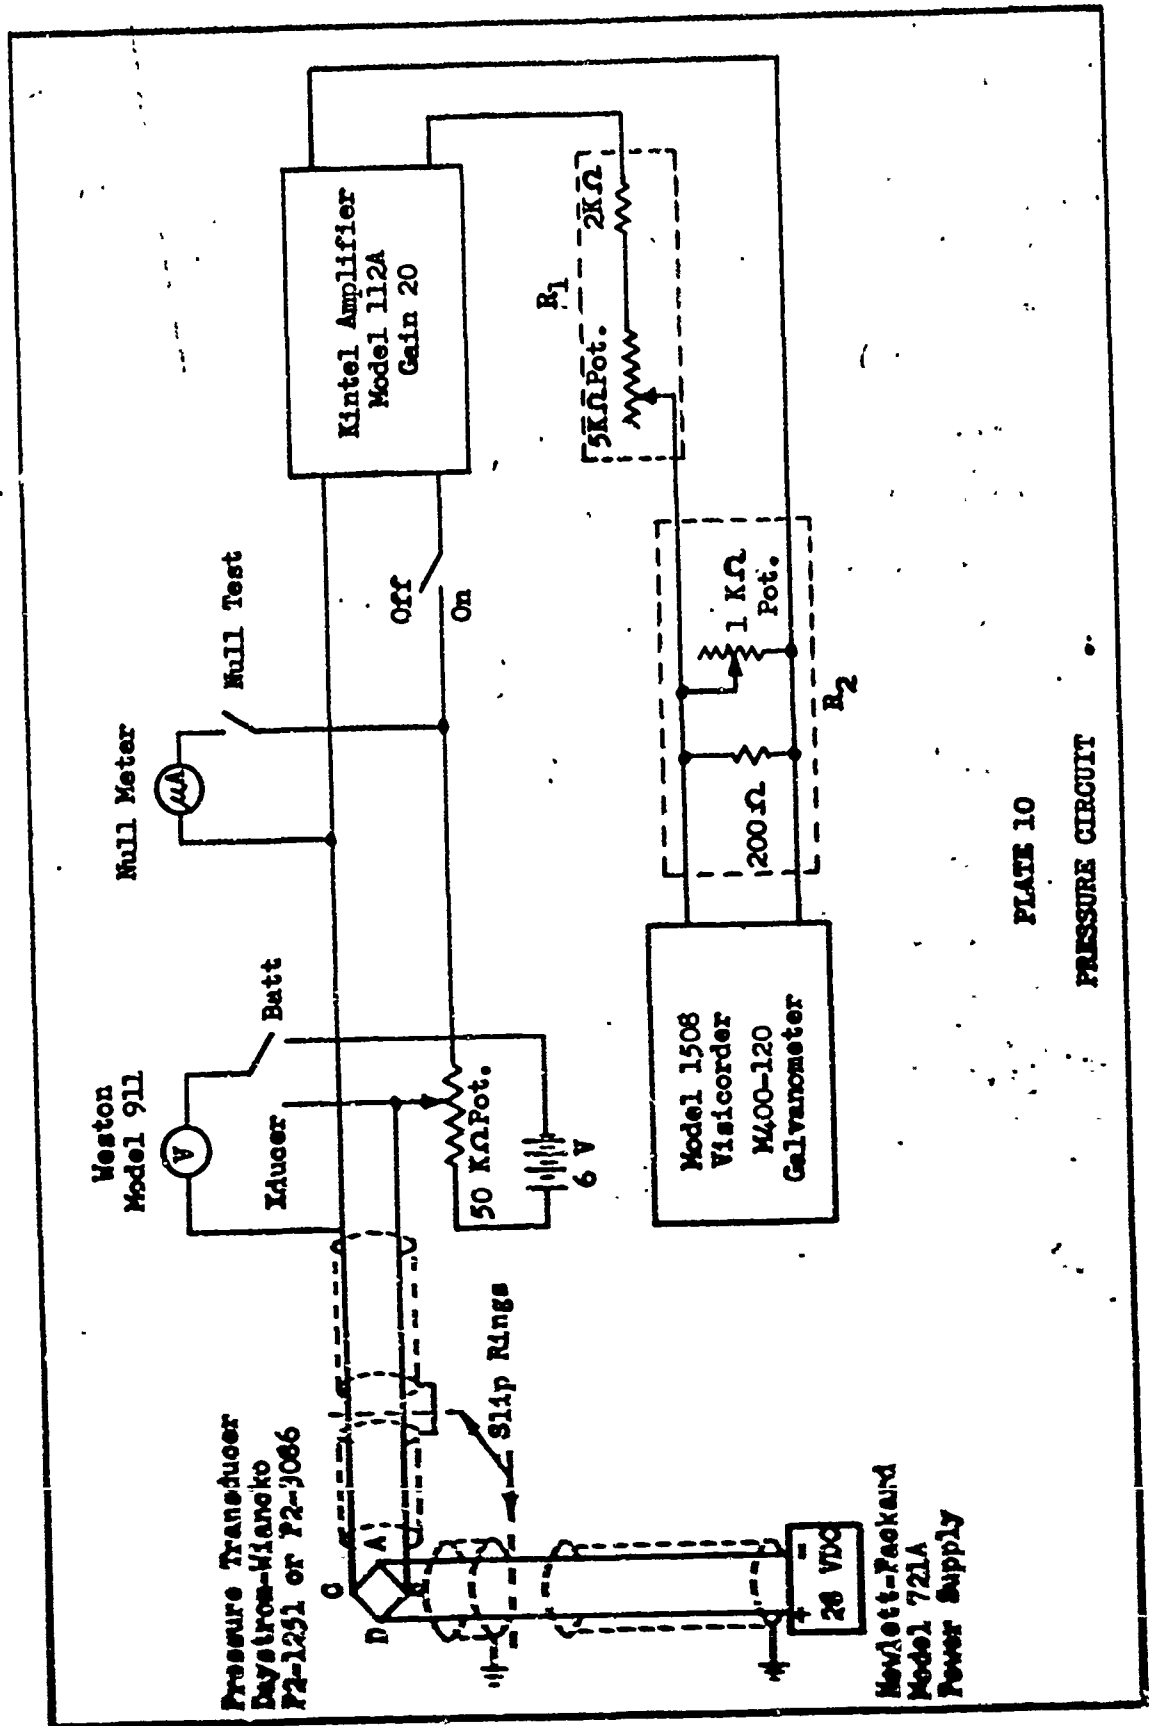 Pressure Transducer
Daystrom-Wiancko
P2-1251 or P2-3086
C
A
D
Slip Rings
Hewlett-Packard
Model 721A
Power Supply
+ 28 VDC -
Weston
Model 911
V
Batt
Xducer
50 KΩ Pot.
6 V
Null Meter
μA
Null Test
Off
On
Kintel Amplifier
Model 112A
Gain 20
R1
5KΩ Pot.
2KΩ
Model 1508
Visicorder
M400-120
Galvanometer
200Ω
1 KΩ
Pot.
R2
PLATE 10
PRESSURE CIRCUIT